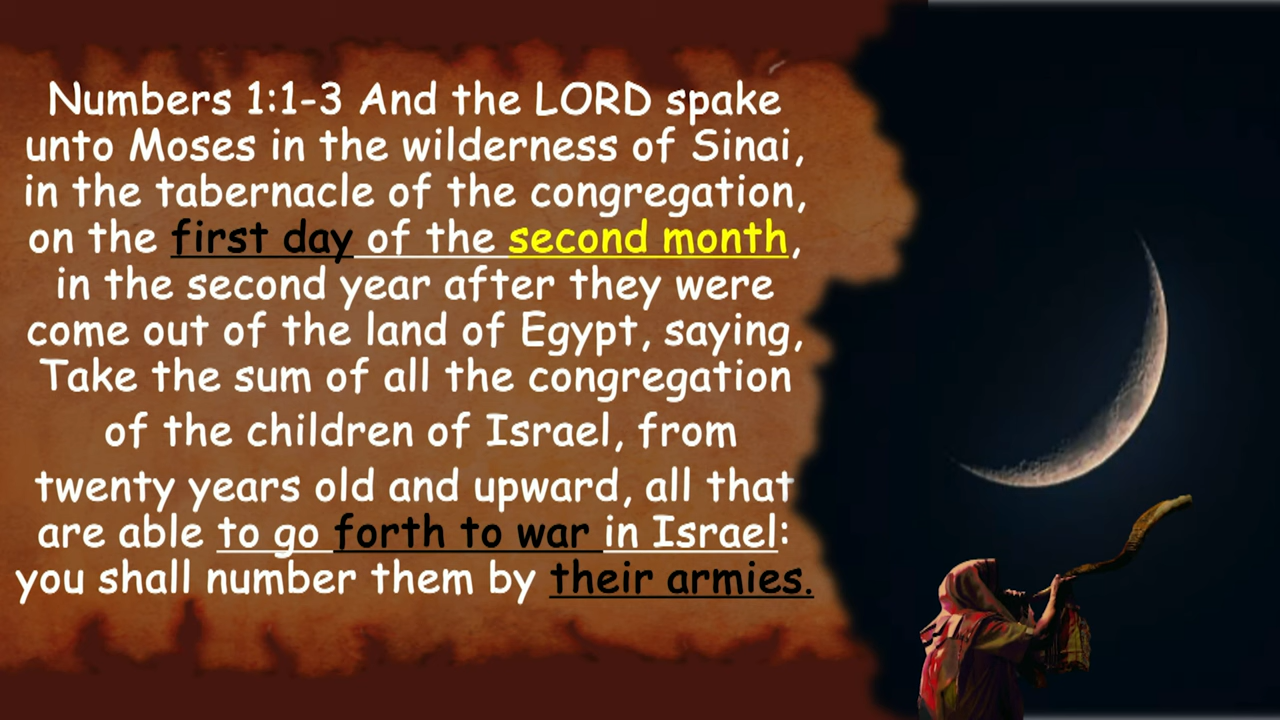 Numbers 1:1-3 And the LORD spake
unto Moses in the wilderness of Sinai,
in the tabernacle of the congregation,
on the first day of the second month,
in the second year after they were
come out of the land of Egypt, saying,
Take the sum of all the congregation
of the children of Israel, from
twenty years old and upward, all that
are able to go forth to war in Israel:
you shall number them by their armies.